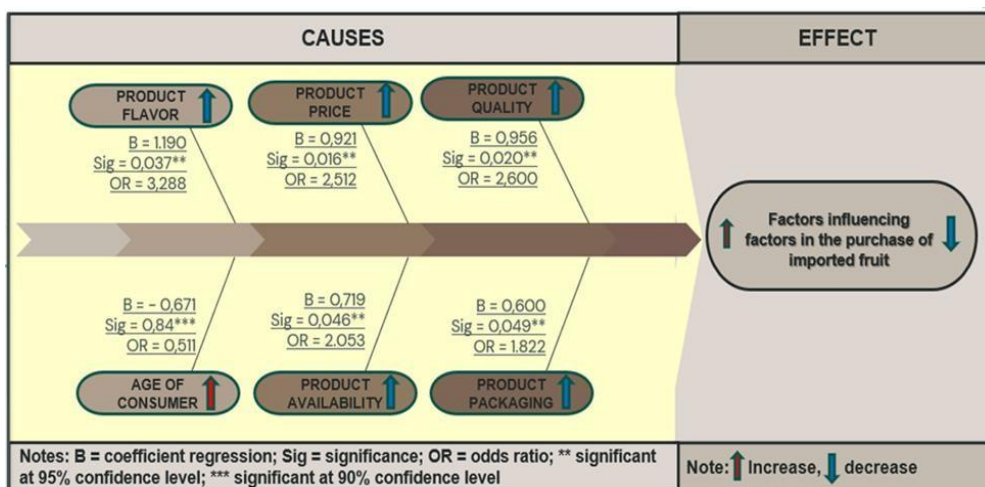 CAUSES
EFFECT
PRODUCT
FLAVOR
B = 1.190
Sig = 0,037**
OR = 3,288
PRODUCT
PRICE
B = 0,921
Sig = 0,016**
OR = 2,512
PRODUCT
QUALITY
B = 0,956
Sig = 0,020**
OR = 2,600
Factors influencing
factors in the purchase of
imported fruit
B = - 0,671
Sig = 0,84***
OR = 0,511
AGE OF
CONSUMER
B = 0,719
Sig = 0,046**
OR = 2.053
PRODUCT
AVAILABILITY
B = 0,600
Sig = 0,049**
OR = 1.822
PRODUCT
PACKAGING
Notes: B = coefficient regression; Sig = significance; OR = odds ratio; ** significant
at 95% confidence level; *** significant at 90% confidence level
Note: Increase, decrease